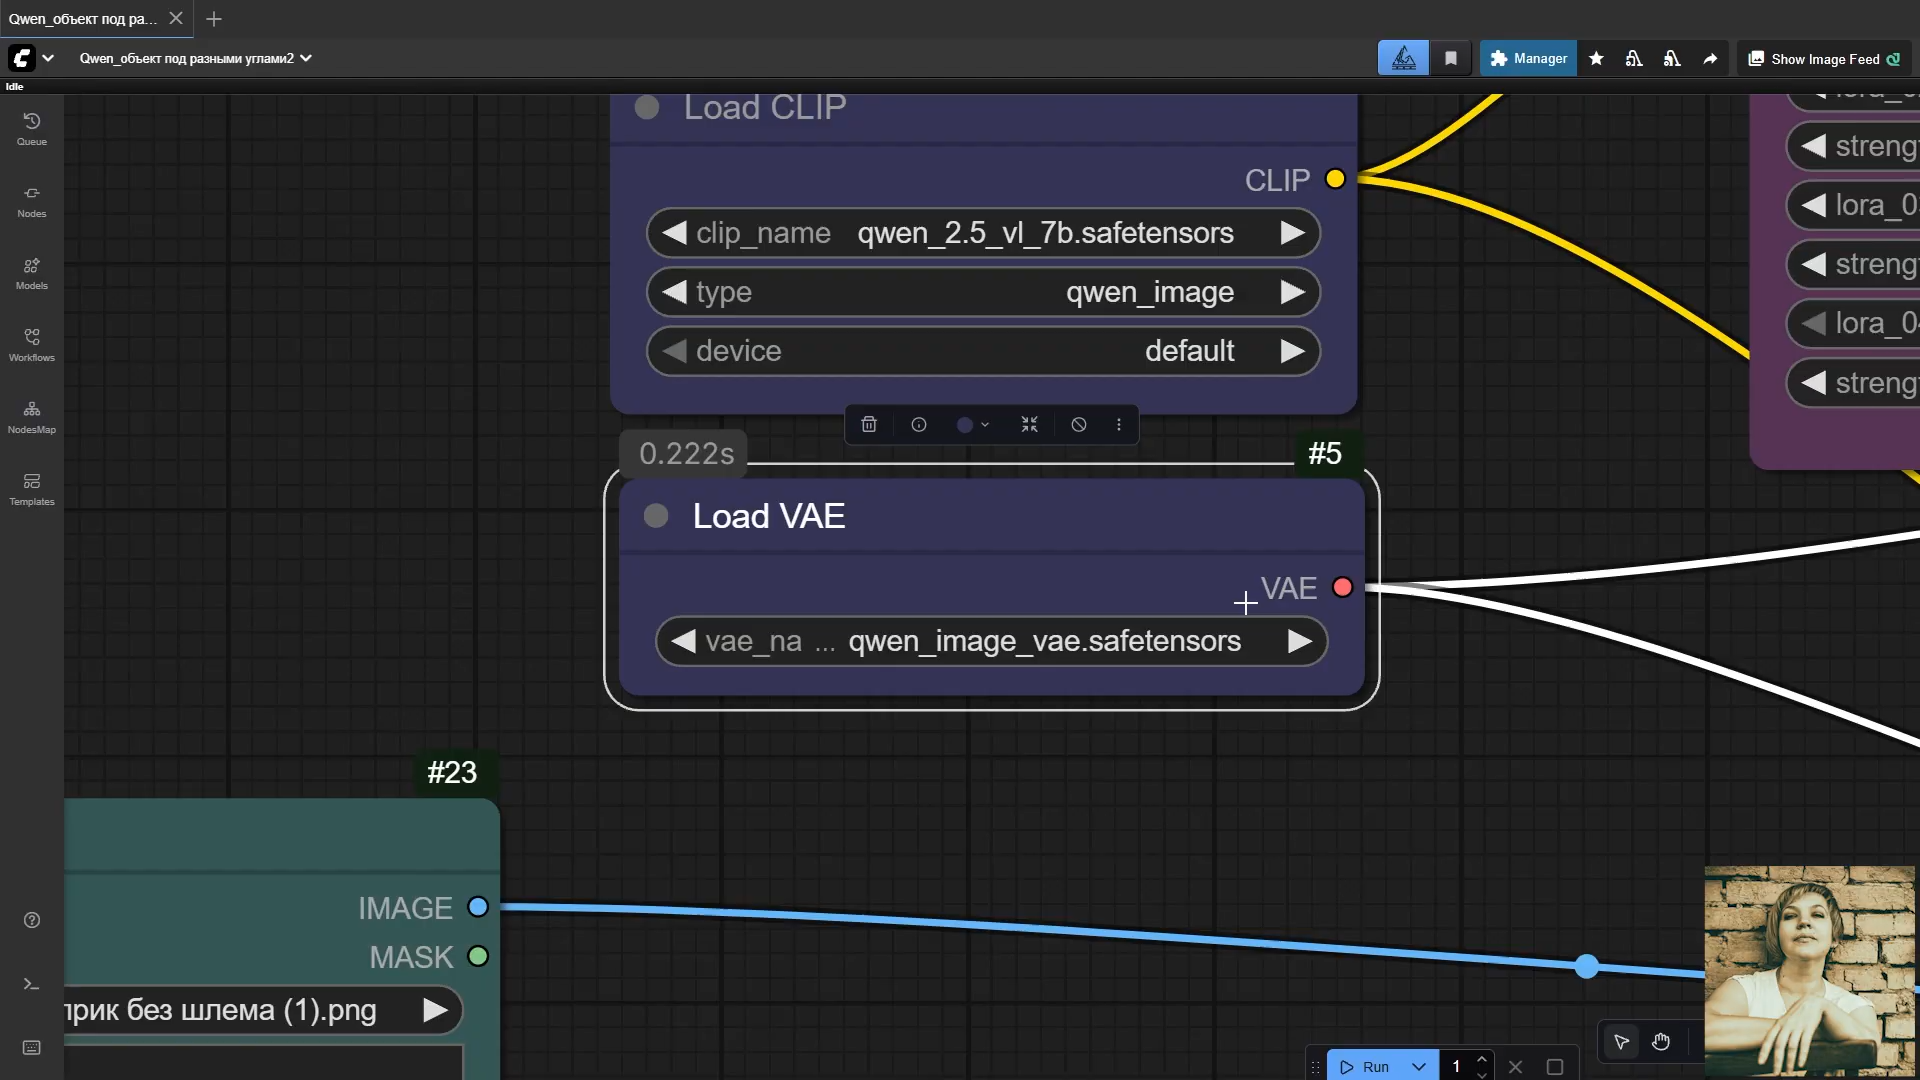 Qwen_объект под ра...
Qwen_объект под разными углами2
Manager
Show Image Feed
Idle
Queue
Nodes
Models
Workflows
NodesMap
Templates
Load CLIP
CLIP
clip_name qwen_2.5_vl_7b.safetensors
type qwen_image
device default
0.222s
#5
Load VAE
VAE
vae_na ... qwen_image_vae.safetensors
streng
lora_0
streng
lora_0
streng
#23
IMAGE
MASK
прик без шлема (1).png
Run
1